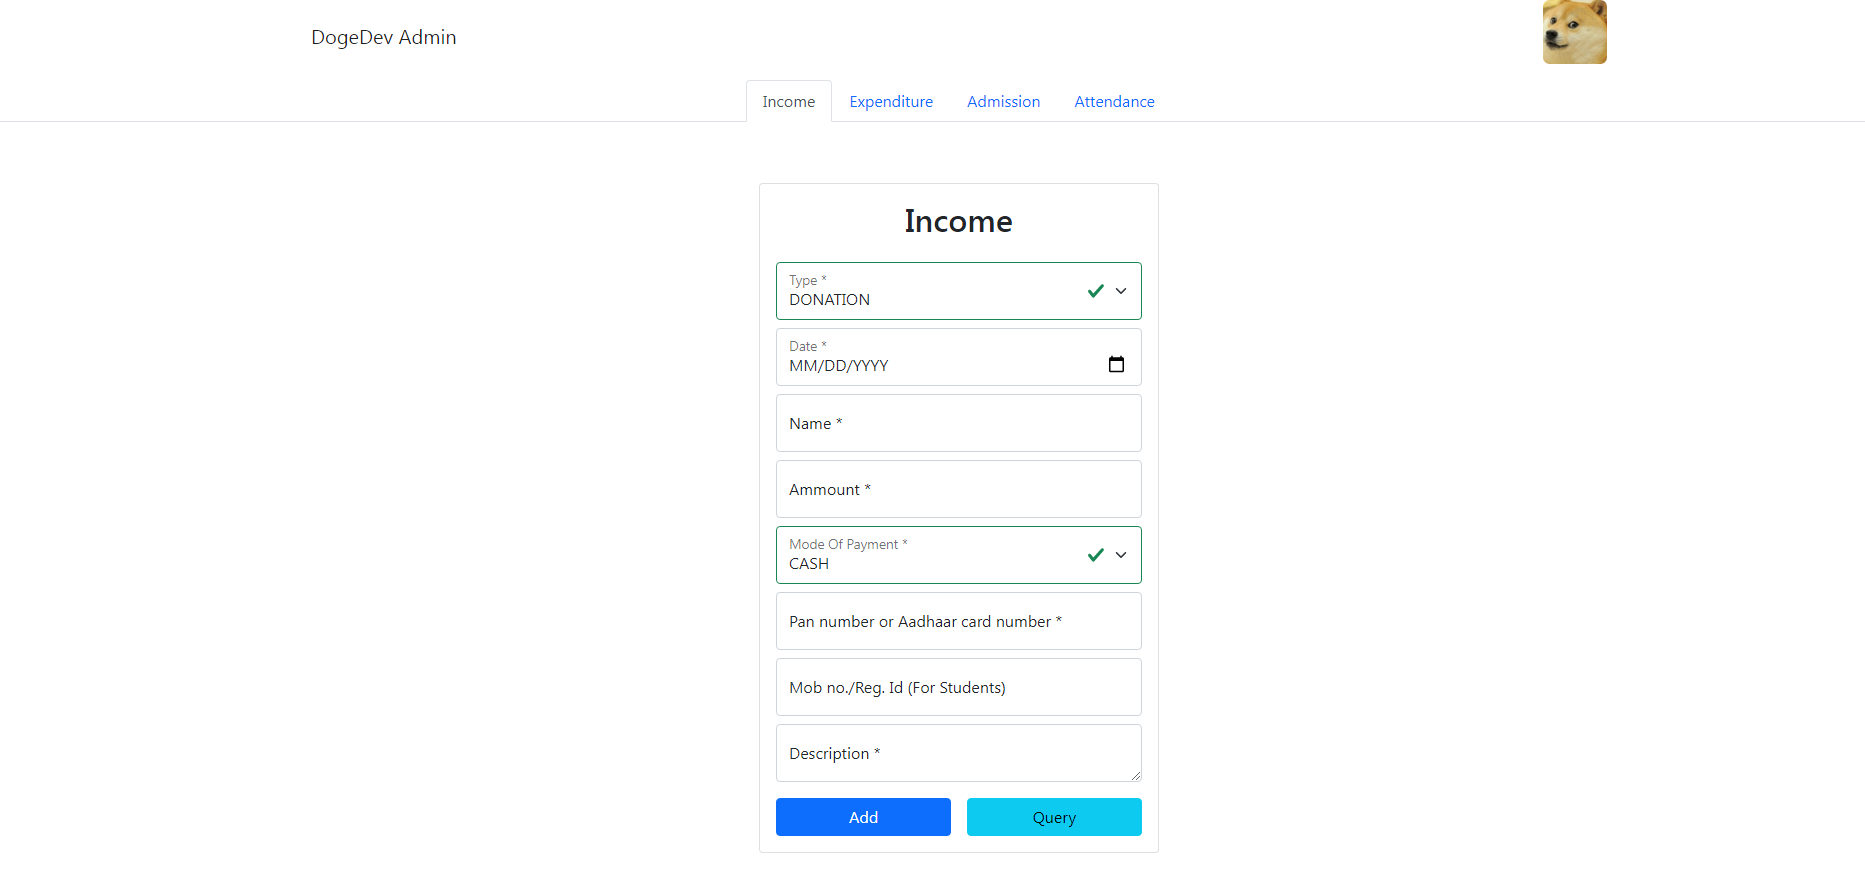 DogeDev Admin
Income Expenditure Admission Attendance
Income
Type *
DONATION
Date *
MM/DD/YYYY
Name *
Ammount *
Mode Of Payment *
CASH
Pan number or Aadhaar card number *
Mob no./Reg. Id (For Students)
Description *
Add Query